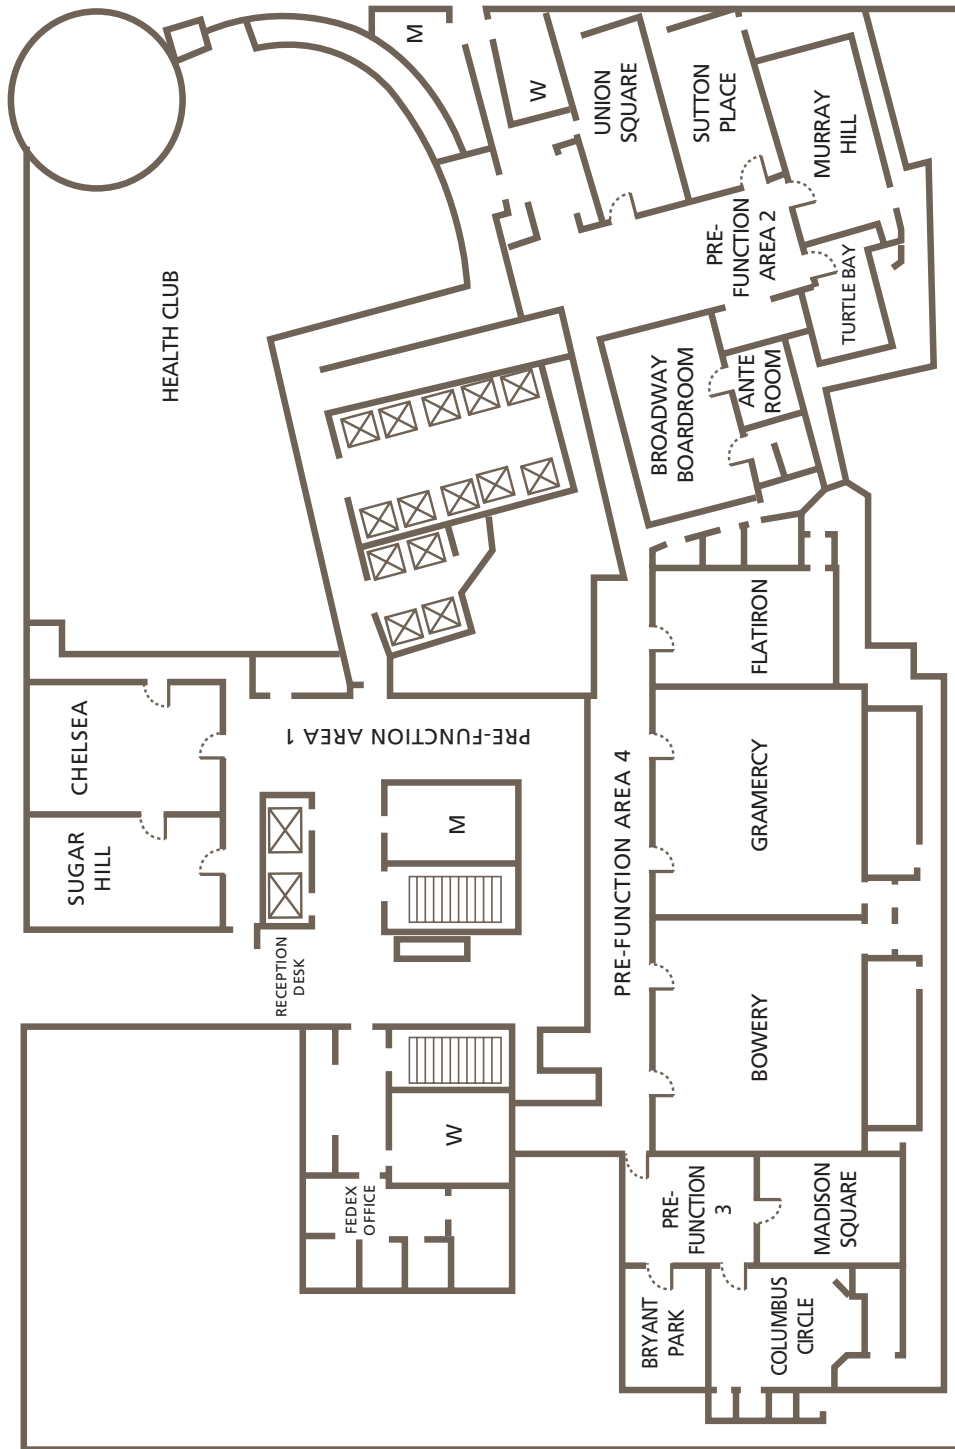 M
W
UNION
SQUARE
SUTTON
PLACE
MURRAY
HILL
PRE-
FUNCTION
AREA 2
TURTLE BAY
HEALTH CLUB
BROADWAY
BOARDROOM
ANTE
ROOM
FLATIRON
CHELSEA
SUGAR
HILL
PRE-FUNCTION AREA 1
M
RECEPTION
DESK
PRE-FUNCTION AREA 4
GRAMERCY
BOWERY
W
FEDEX
OFFICE
PRE-
FUNCTION
3
MADISON
SQUARE
BRYANT
PARK
COLUMBUS
CIRCLE